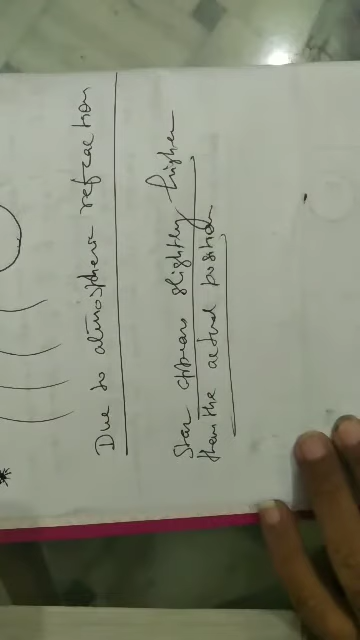 Due to atmospheric refraction
Star appears slightly higher
than the actual position